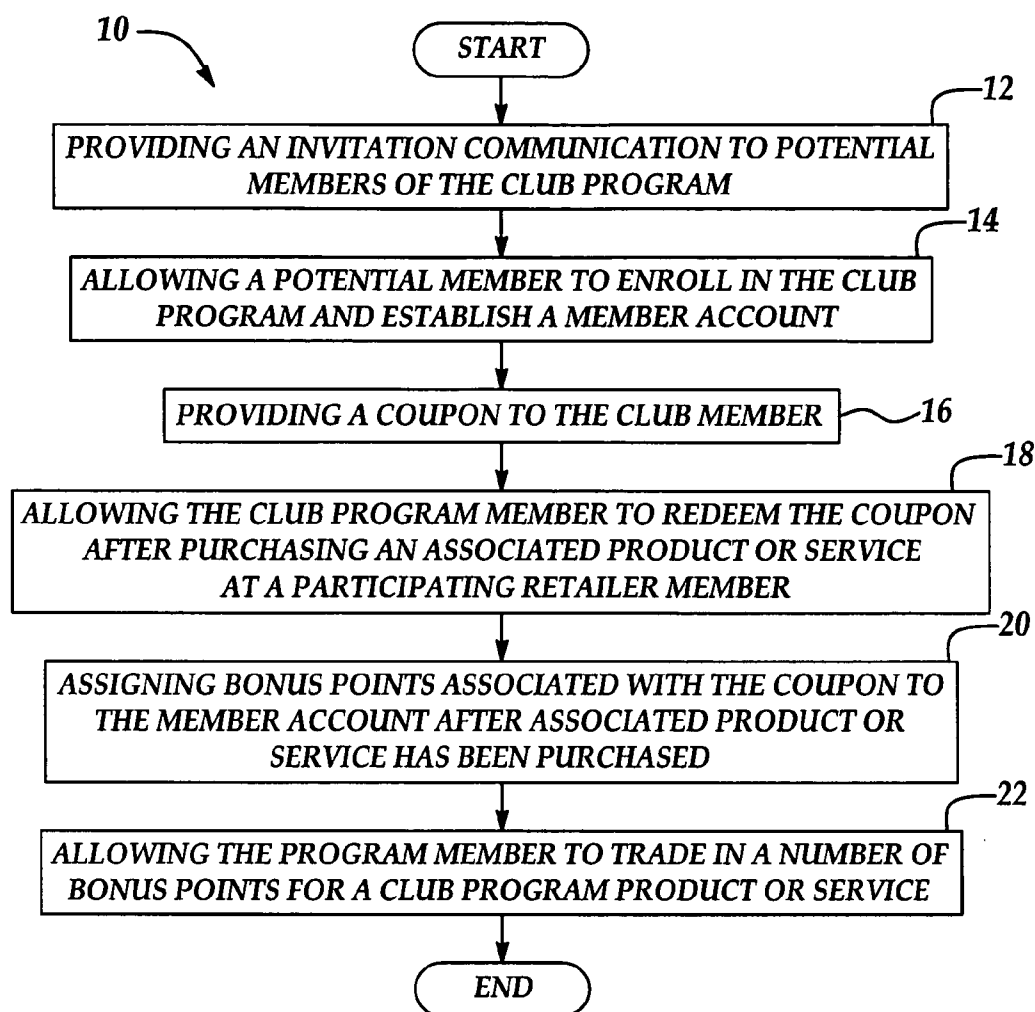 10
START
12
PROVIDING AN INVITATION COMMUNICATION TO POTENTIAL
MEMBERS OF THE CLUB PROGRAM
14
ALLOWING A POTENTIAL MEMBER TO ENROLL IN THE CLUB
PROGRAM AND ESTABLISH A MEMBER ACCOUNT
PROVIDING A COUPON TO THE CLUB MEMBER
16
18
ALLOWING THE CLUB PROGRAM MEMBER TO REDEEM THE COUPON
AFTER PURCHASING AN ASSOCIATED PRODUCT OR SERVICE
AT A PARTICIPATING RETAILER MEMBER
20
ASSIGNING BONUS POINTS ASSOCIATED WITH THE COUPON TO
THE MEMBER ACCOUNT AFTER ASSOCIATED PRODUCT OR
SERVICE HAS BEEN PURCHASED
22
ALLOWING THE PROGRAM MEMBER TO TRADE IN A NUMBER OF
BONUS POINTS FOR A CLUB PROGRAM PRODUCT OR SERVICE
END